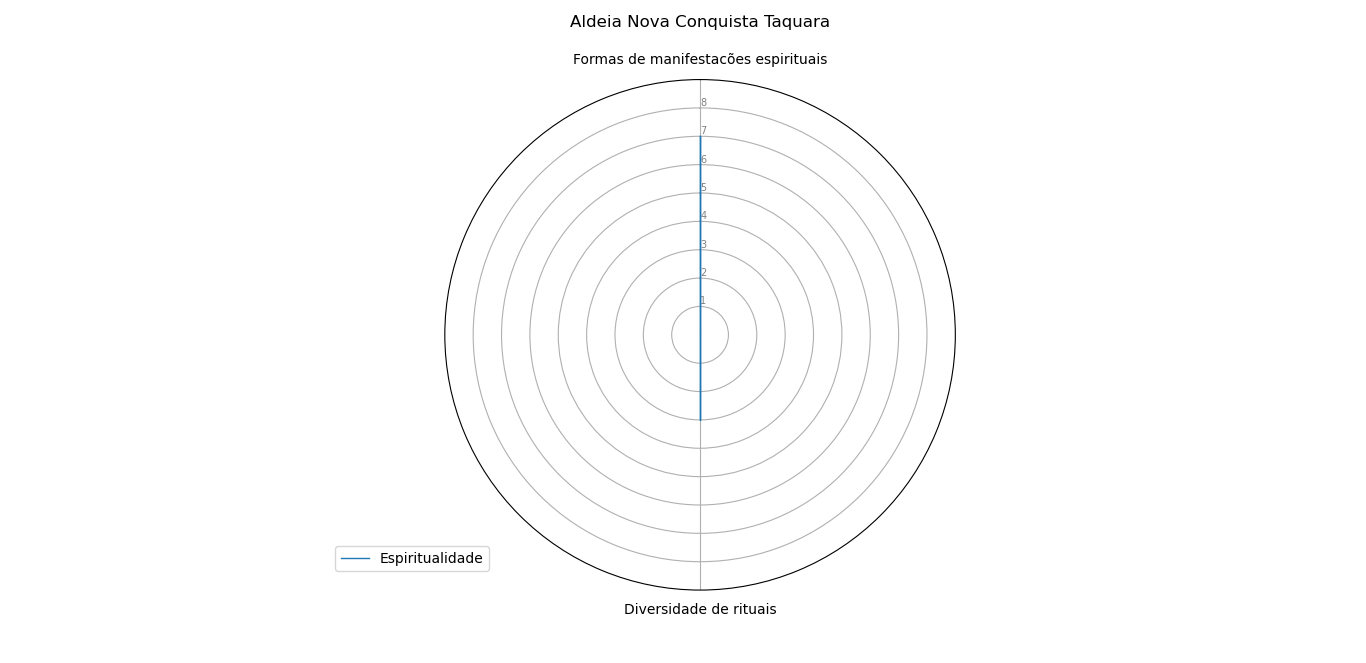 Aldeia Nova Conquista Taquara
Formas de manifestacões espirituais
8
7
6
5
4
3
2
1
Espiritualidade
Diversidade de rituais